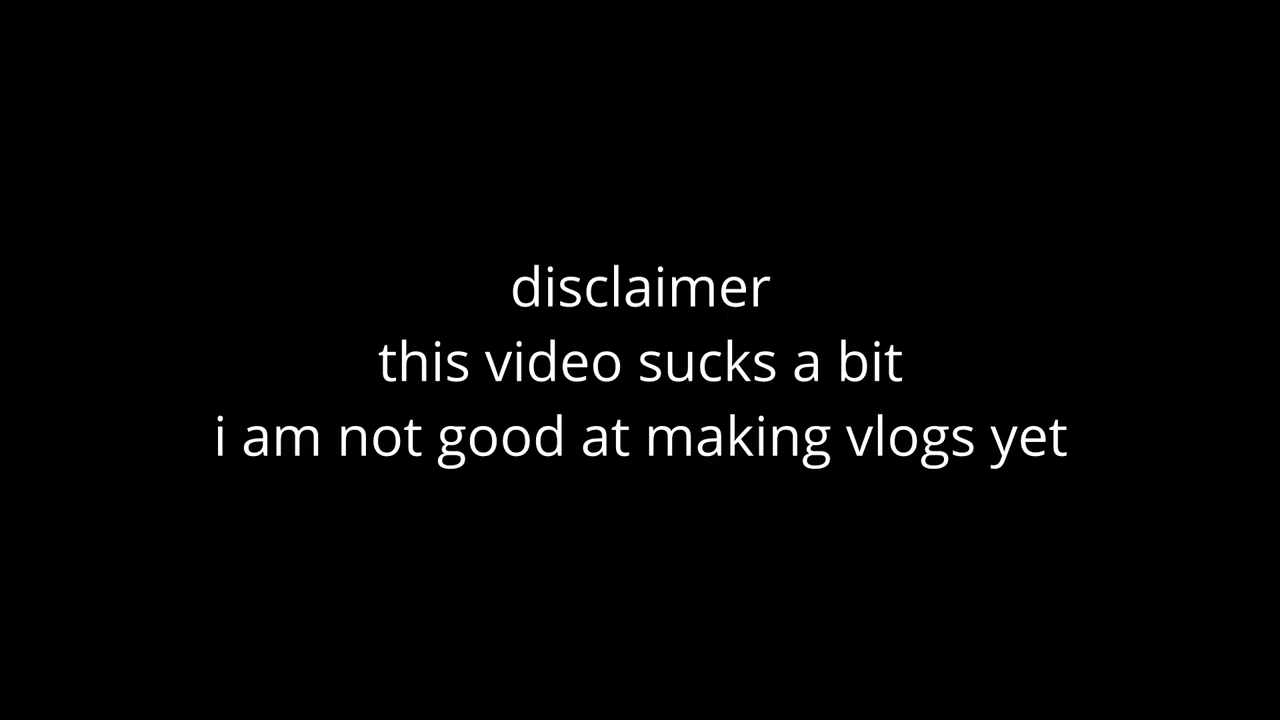 disclaimer
this video sucks a bit
i am not good at making vlogs yet